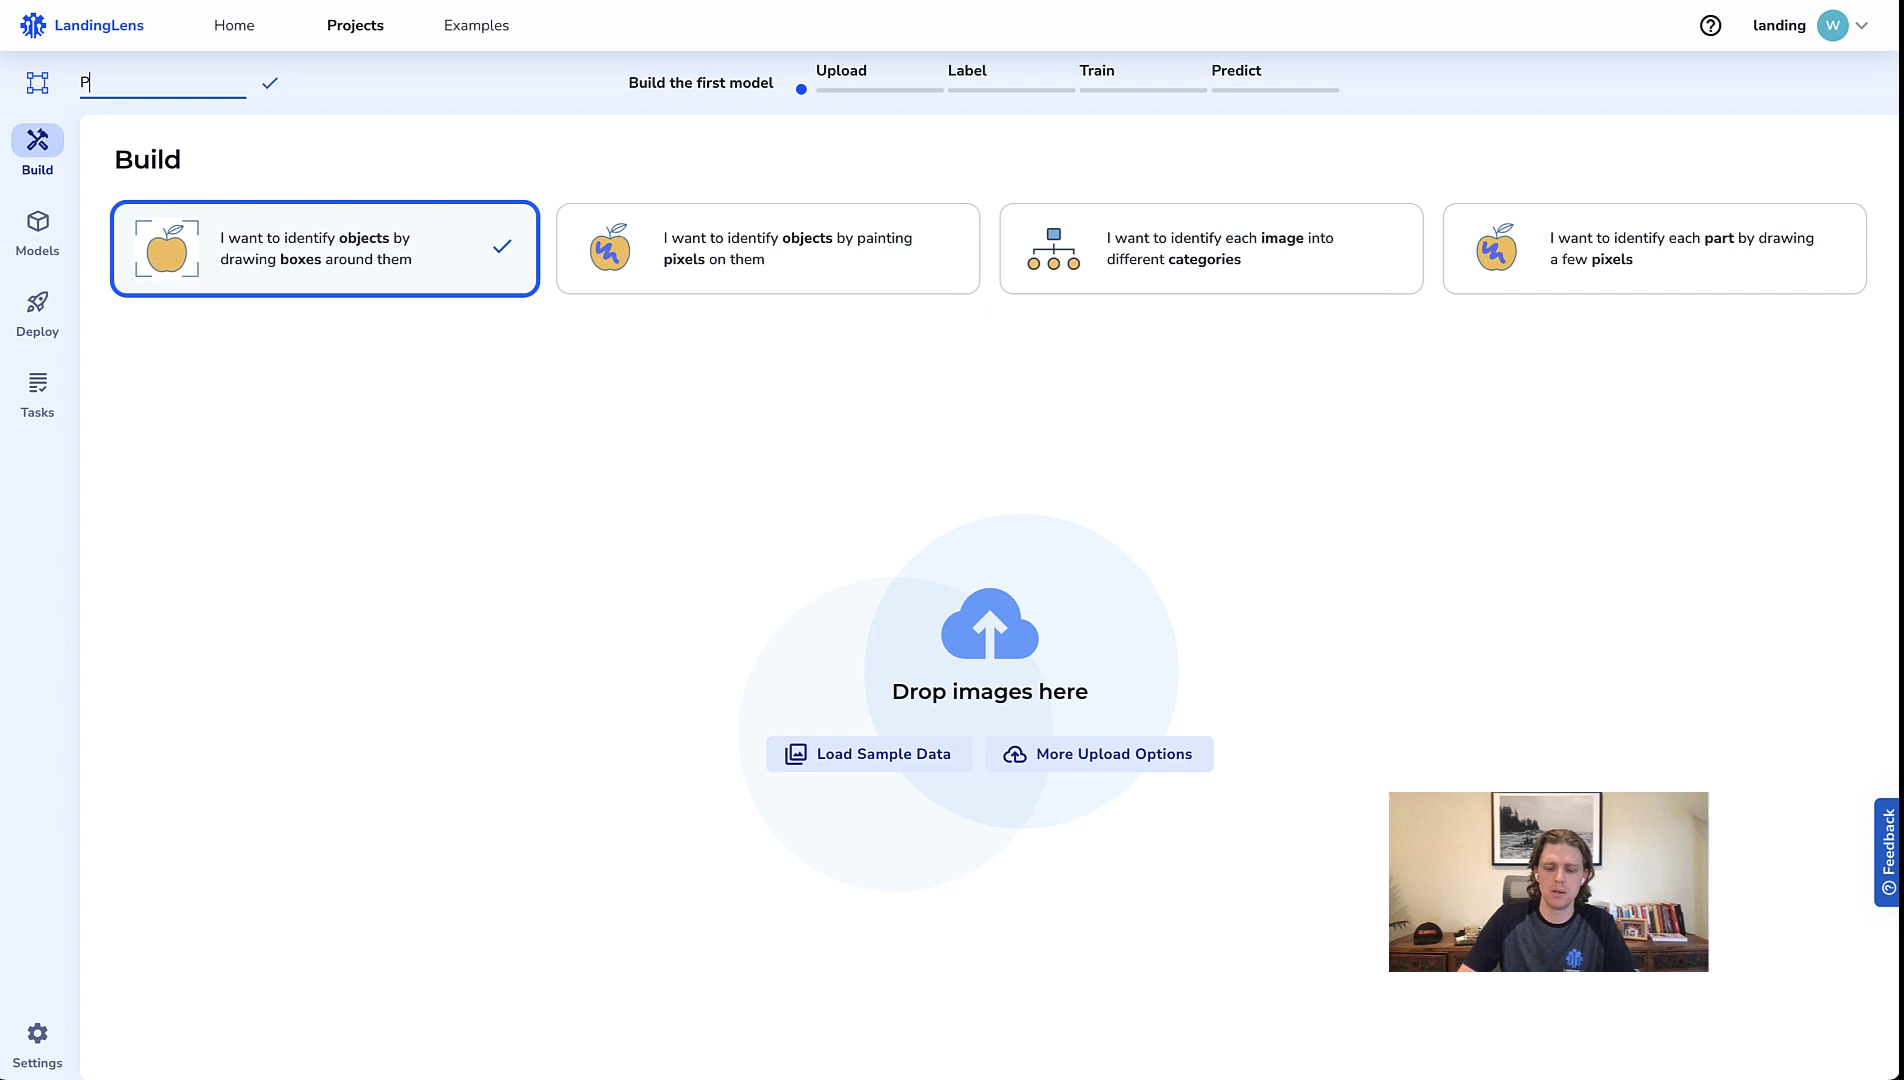 LandingLens
Home
Projects
Examples
landing
W
P
Build the first model
Upload
Label
Train
Predict
Build
Models
Deploy
Tasks
Settings
Build
I want to identify objects by
drawing boxes around them
I want to identify objects by painting
pixels on them
I want to identify each image into
different categories
I want to identify each part by drawing
a few pixels
Drop images here
Load Sample Data
More Upload Options
Feedback